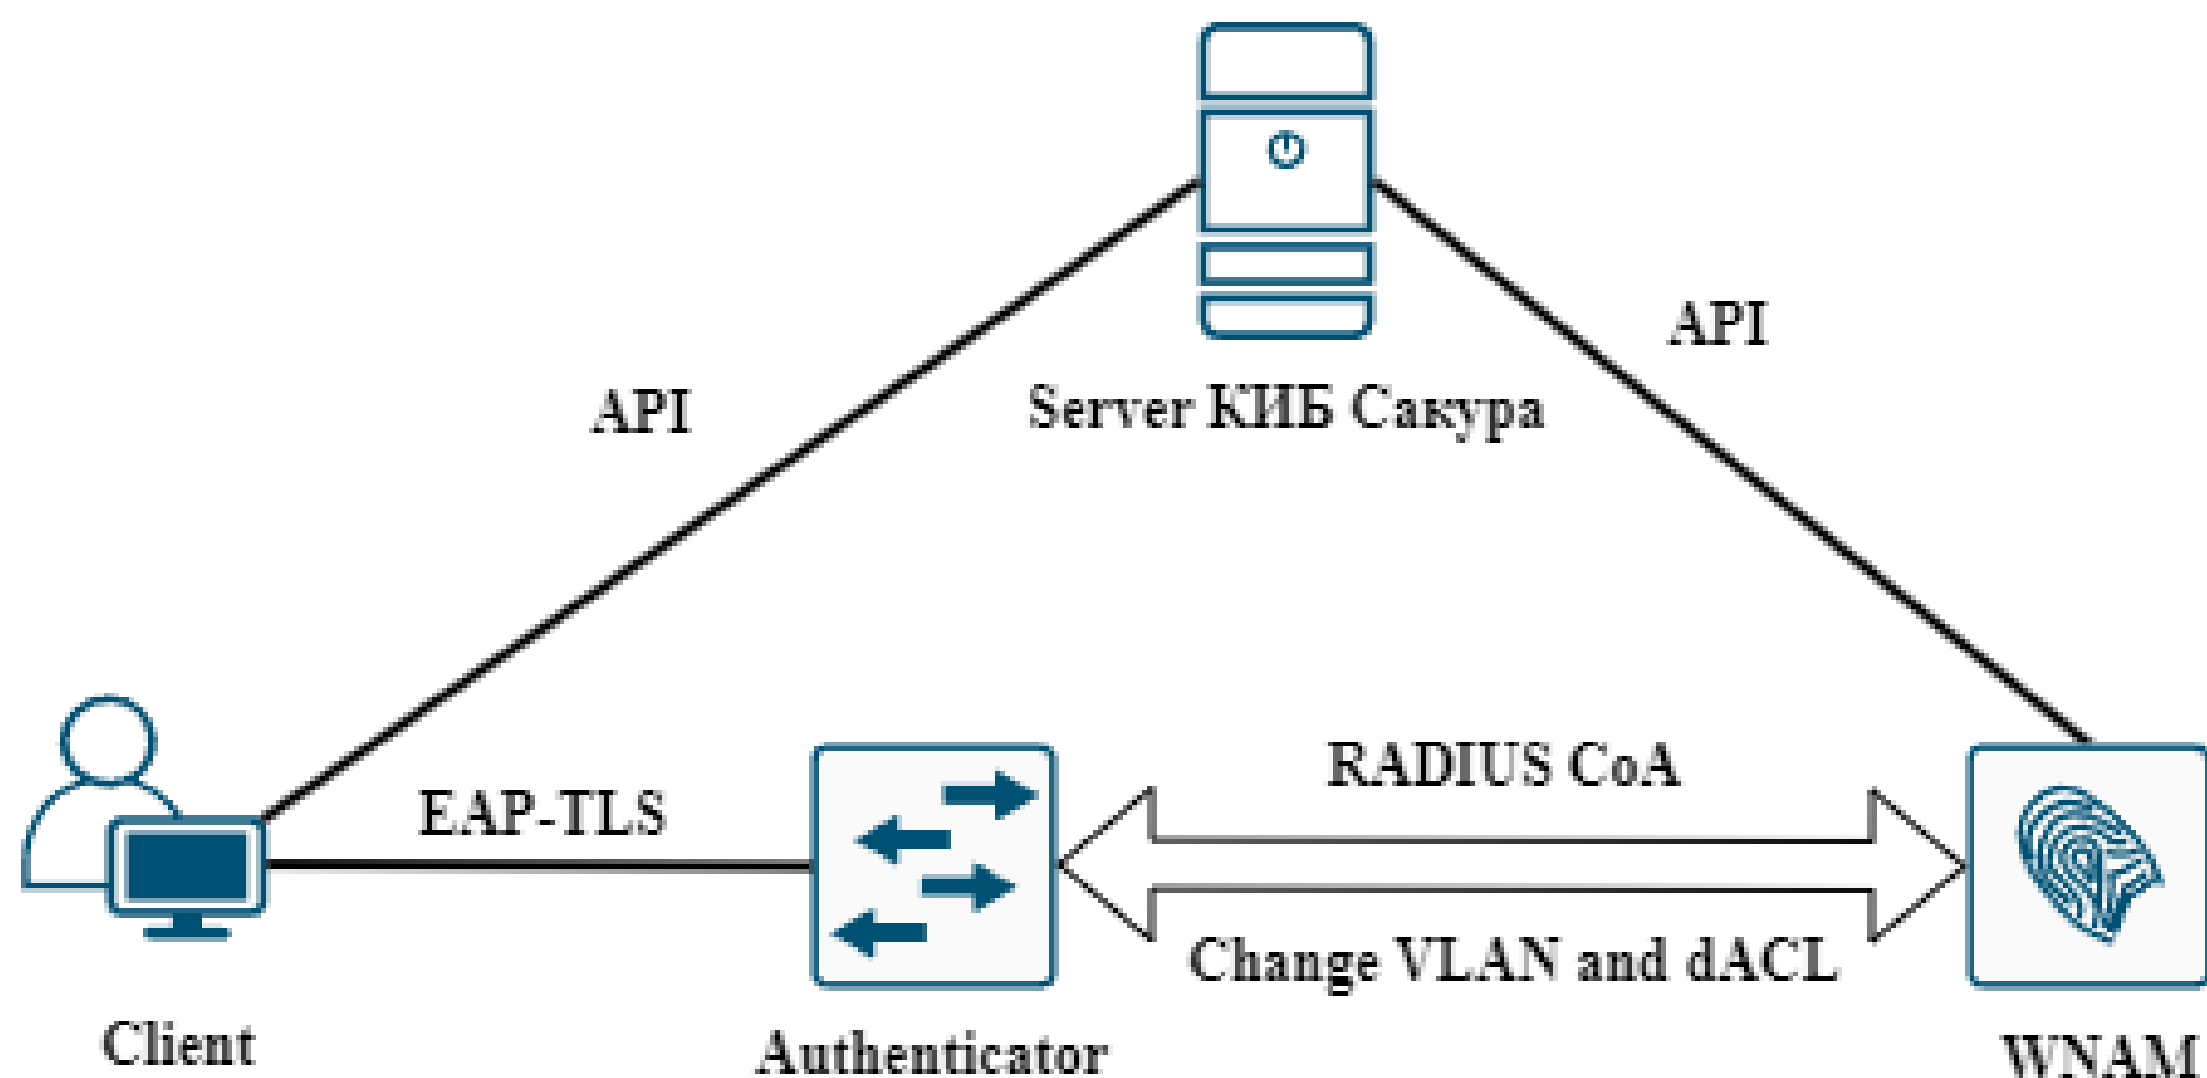 API
API
Server КИБ Сакура
RADIUS CoA
EAP-TLS
Change VLAN and dACL
Client
Authenticator
WNAM